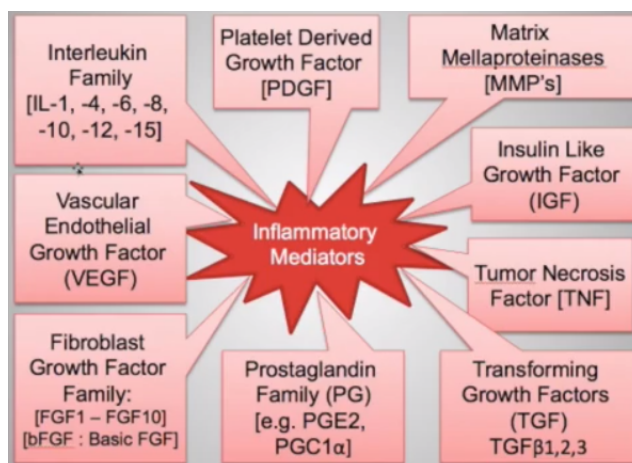 Interleukin
Family
[IL-1, -4, -6, -8,
-10, -12, -15]
Platelet Derived
Growth Factor
[PDGF]
Matrix
Mellaproteinases
[MMP's]
Insulin Like
Growth Factor
(IGF)
Vascular
Endothelial
Growth Factor
(VEGF)
Inflammatory
Mediators
Tumor Necrosis
Factor [TNF]
Fibroblast
Growth Factor
Family:
[FGF1 – FGF10]
[bFGF : Basic FGF]
Prostaglandin
Family (PG)
[e.g. PGE2,
PGC1α]
Transforming
Growth Factors
(TGF)
TGFβ1,2,3